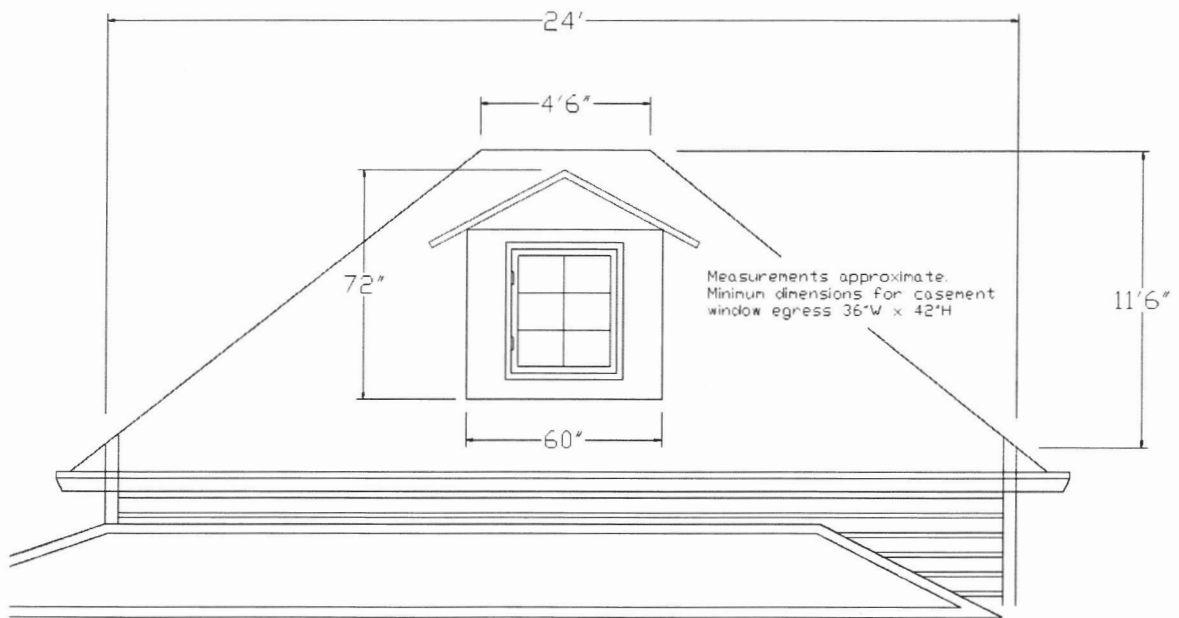 24'
4'6"
72"
Measurements approximate.
Minimum dimensions for casement
window egress 36"W x 42"H
11'6"
60"